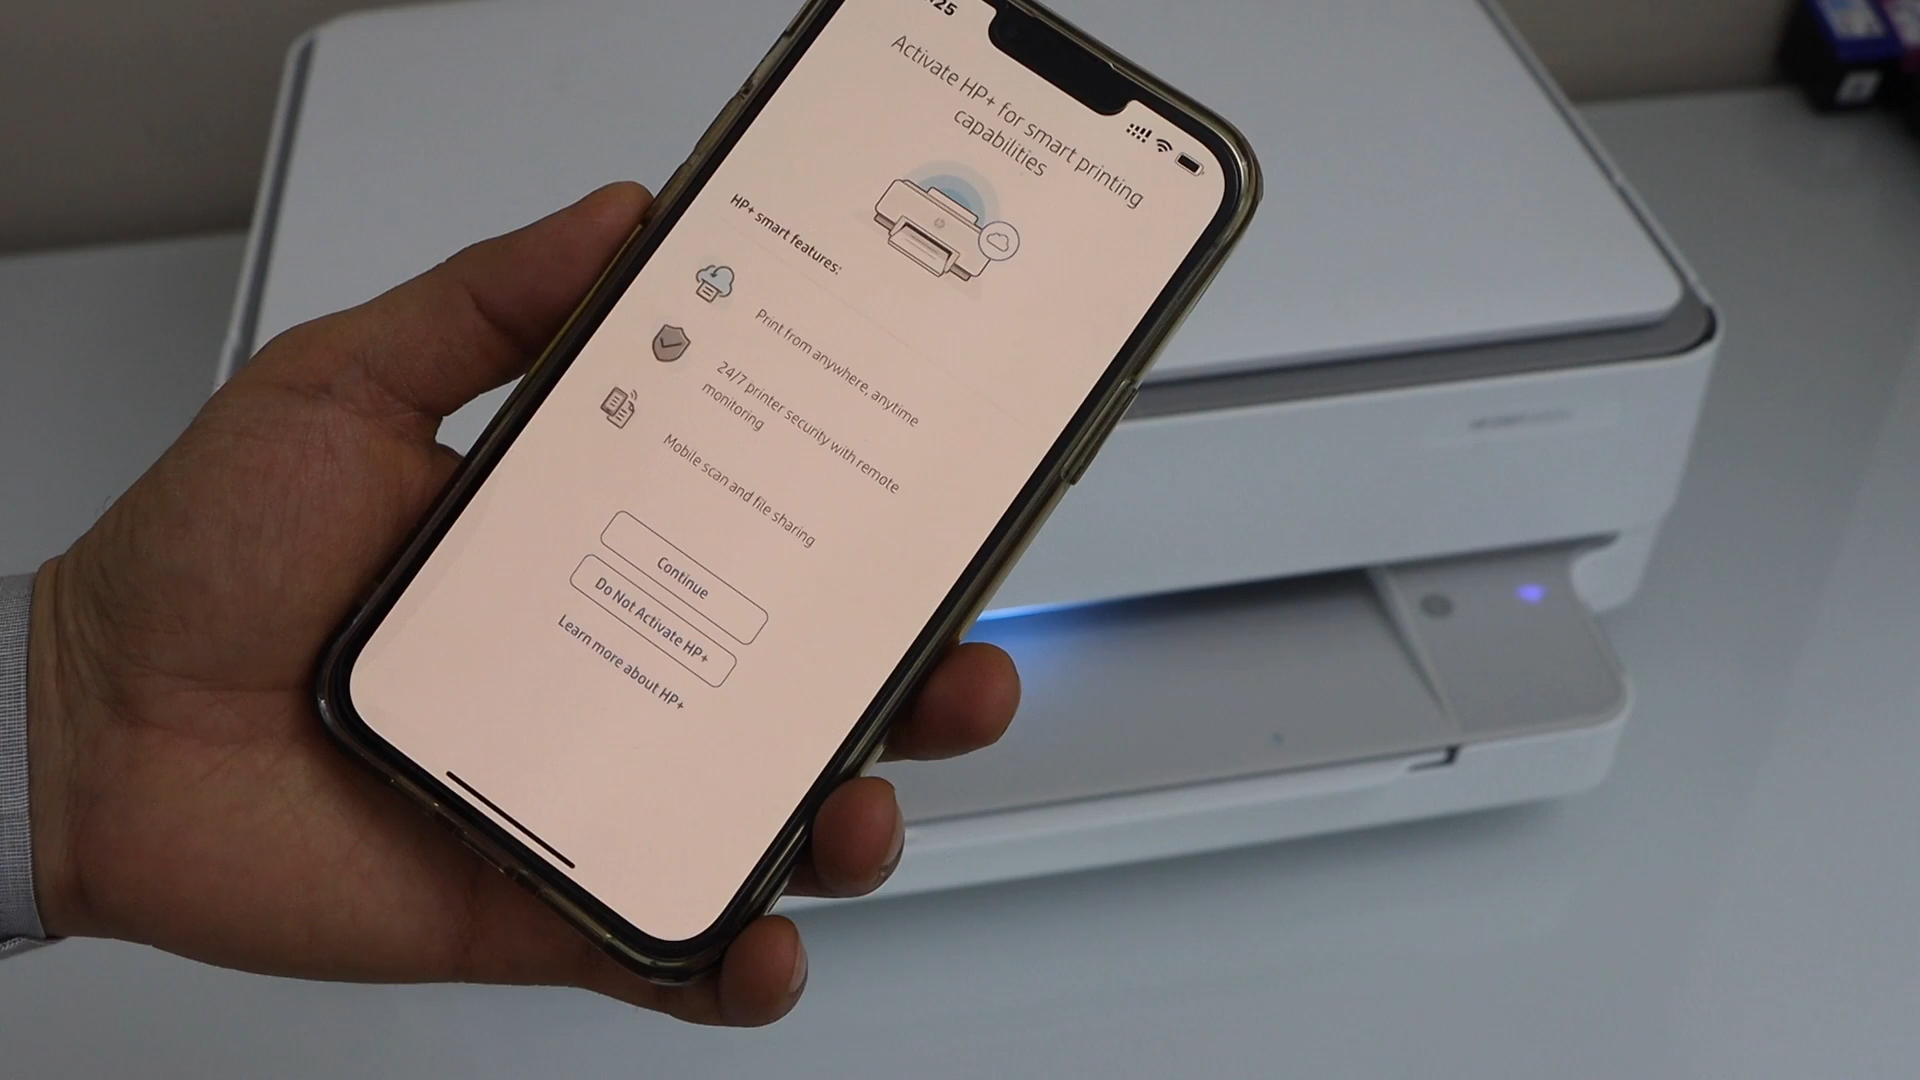 Activate HP+ for smart printing
capabilities
HP+ smart features:
Print from anywhere, anytime
24/7 printer security with remote
monitoring
Mobile scan and file sharing
Continue
Do Not Activate HP+
Learn more about HP+